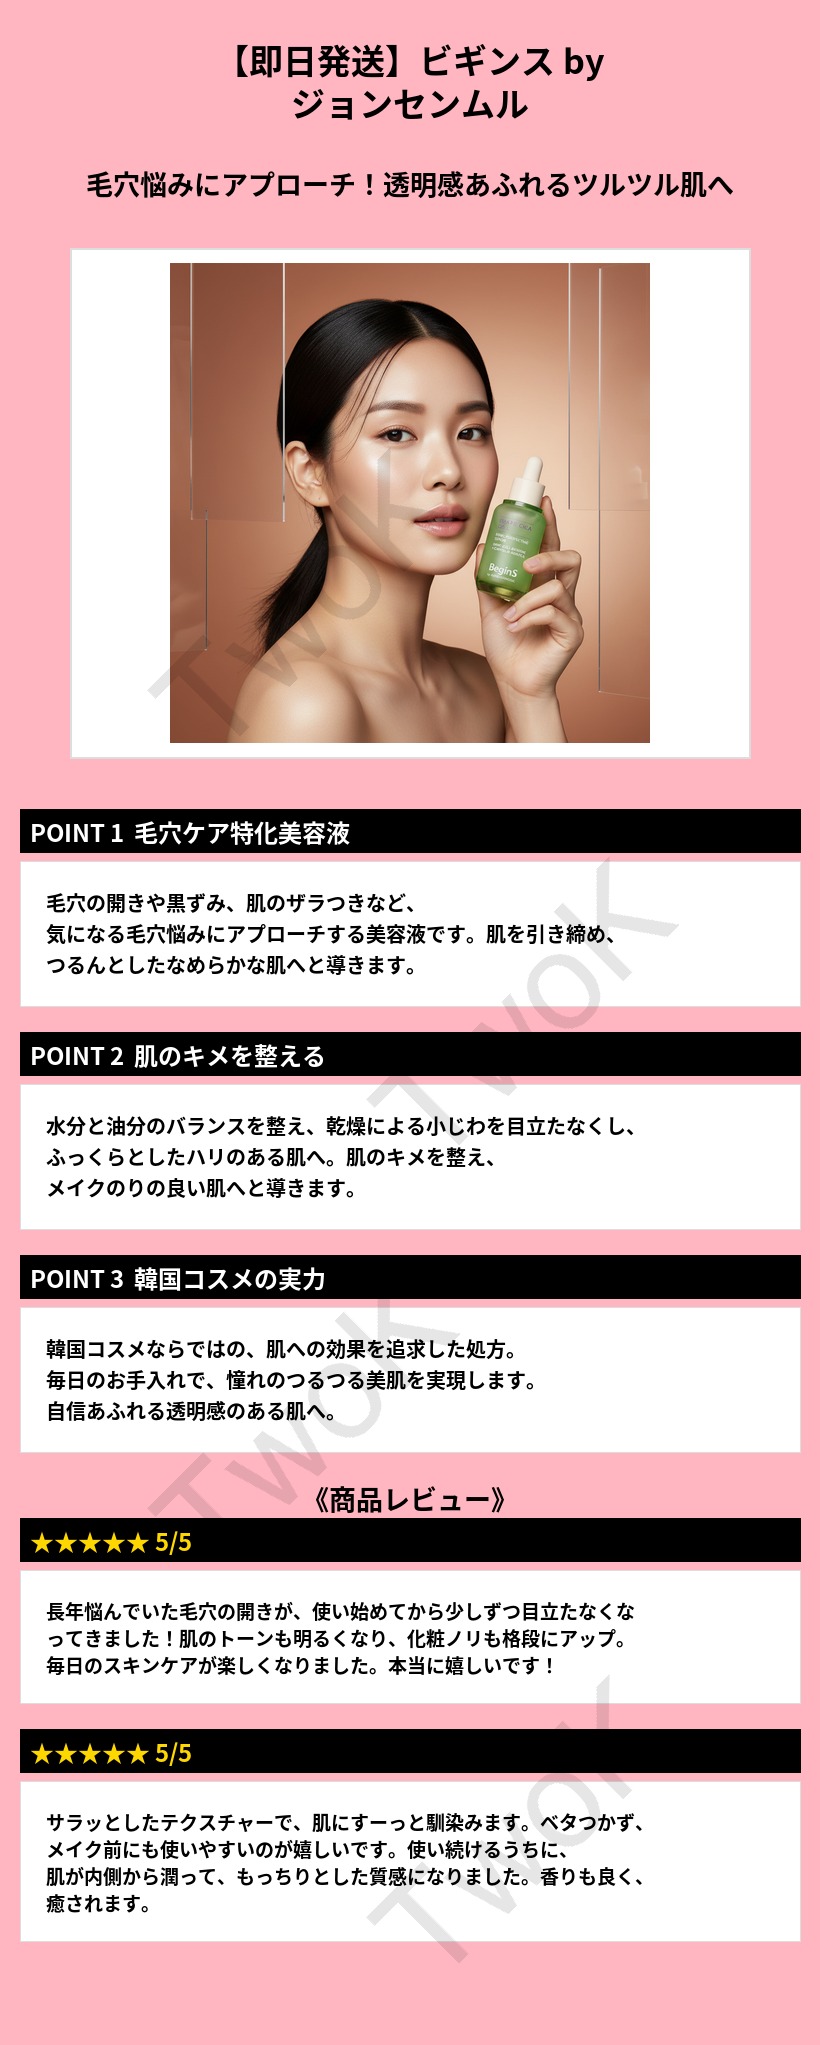 【即日発送】ビギンス by
ジョンセンムル
毛穴悩みにアプローチ！透明感あふれるツルツル肌へ
BeginS
TwoK
POINT 1 毛穴ケア特化美容液
毛穴の開きや黒ずみ、肌のザラつきなど、
気になる毛穴悩みにアプローチする美容液です。肌を引き締め、
つるんとしたなめらかな肌へと導きます。
TwoK
POINT 2 肌のキメを整える
水分と油分のバランスを整え、乾燥による小じわを目立たなくし、
ふっくらとしたハリのある肌へ。肌のキメを整え、
メイクのりの良い肌へと導きます。
POINT 3 韓国コスメの実力
韓国コスメならではの、肌への効果を追求した処方。
毎日のお手入れで、憧れのつるつる美肌を実現します。
自信あふれる透明感のある肌へ。
TwoK
《商品レビュー》
★★★★★ 5/5
長年悩んでいた毛穴の開きが、使い始めてから少しずつ目立たなくな
ってきました！肌のトーンも明るくなり、化粧ノリも格段にアップ。
毎日のスキンケアが楽しくなりました。本当に嬉しいです！
★★★★★ 5/5
サラッとしたテクスチャーで、肌にすーっと馴染みます。ベタつかず、
メイク前にも使いやすいのが嬉しいです。使い続けるうちに、
肌が内側から潤って、もっちりとした質感になりました。香りも良く、
癒されます。
TwoK